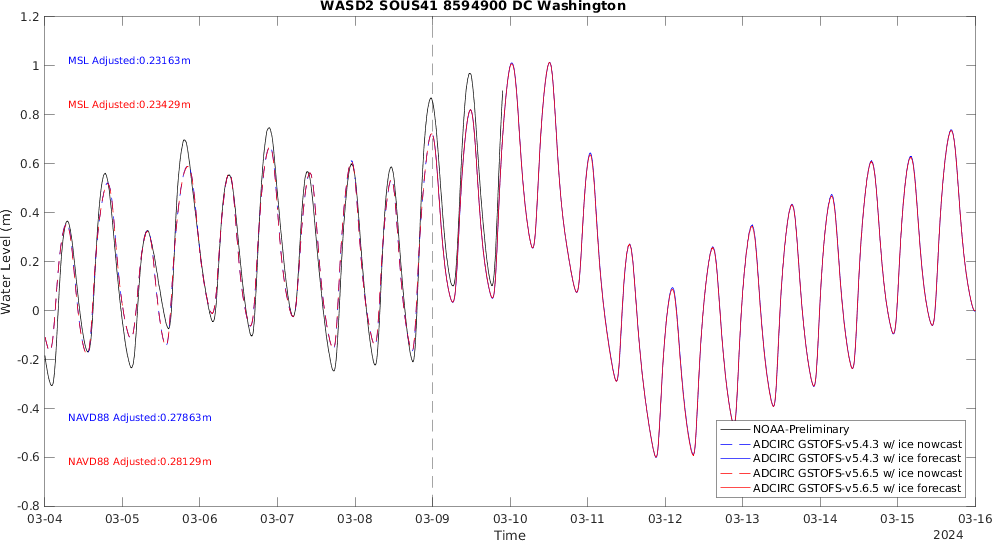 WASD2 SOUS41 8594900 DC Washington
1.2
1
0.8
0.6
0.4
0.2
0
-0.2
-0.4
-0.6
-0.8
Water Level (m)
MSL Adjusted:0.23163m
MSL Adjusted:0.23429m
NAVD88 Adjusted:0.27863m
NAVD88 Adjusted:0.28129m
NOAA-Preliminary
ADCIRC GSTOFS-v5.4.3 w/ ice nowcast
ADCIRC GSTOFS-v5.4.3 w/ ice forecast
ADCIRC GSTOFS-v5.6.5 w/ ice nowcast
ADCIRC GSTOFS-v5.6.5 w/ ice forecast
03-04 03-05 03-06 03-07 03-08 03-09 03-10 03-11 03-12 03-13 03-14 03-15 03-16
Time
2024